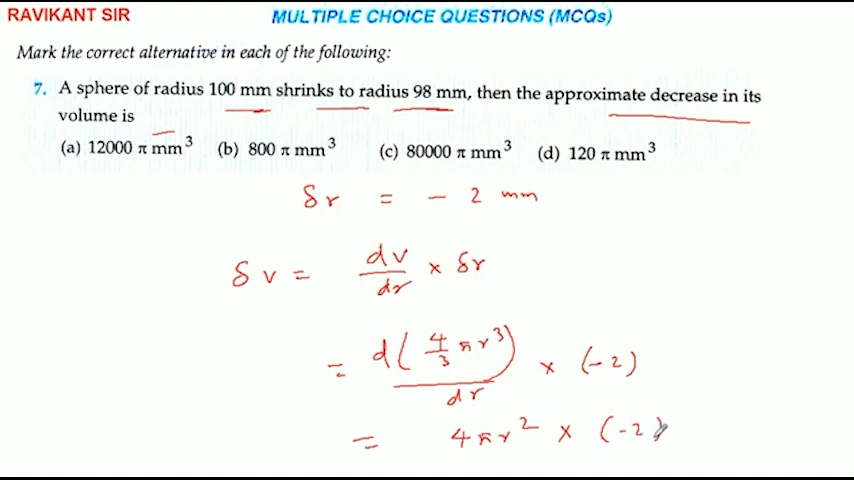 RAVIKANT SIR MULTIPLE CHOICE QUESTIONS (MCQs)
Mark the correct alternative in each of the following:
7. A sphere of radius 100 mm shrinks to radius 98 mm, then the approximate decrease in its
volume is
(a) 12000 π mm³ (b) 800 π mm³ (c) 80000 π mm³ (d) 120 π mm³
δr = - 2 mm
δv = dv/dr × δr
= d(4/3 πr³)/dr × (-2)
= 4πr² × (-2)